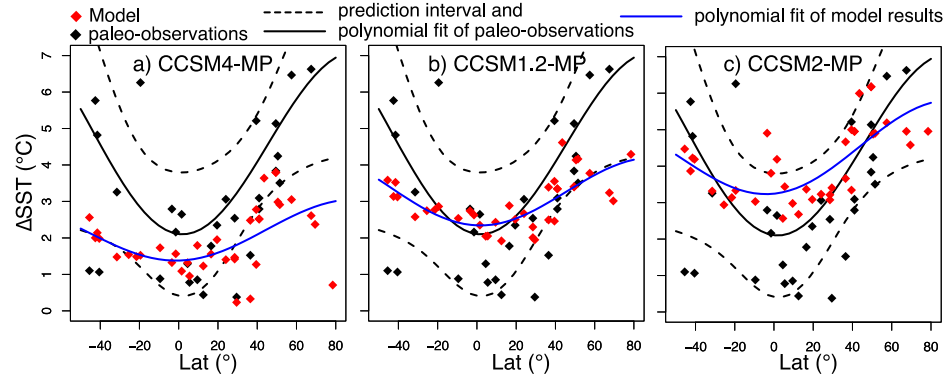 Model
paleo-observations
prediction interval and
polynomial fit of paleo-observations
polynomial fit of model results
a) CCSM4-MP
b) CCSM1.2-MP
c) CCSM2-MP
ΔSST (°C)
7
6
5
4
3
2
1
0
−40 −20 0 20 40 60 80
−40 −20 0 20 40 60 80
−40 −20 0 20 40 60 80
Lat (°)
Lat (°)
Lat (°)